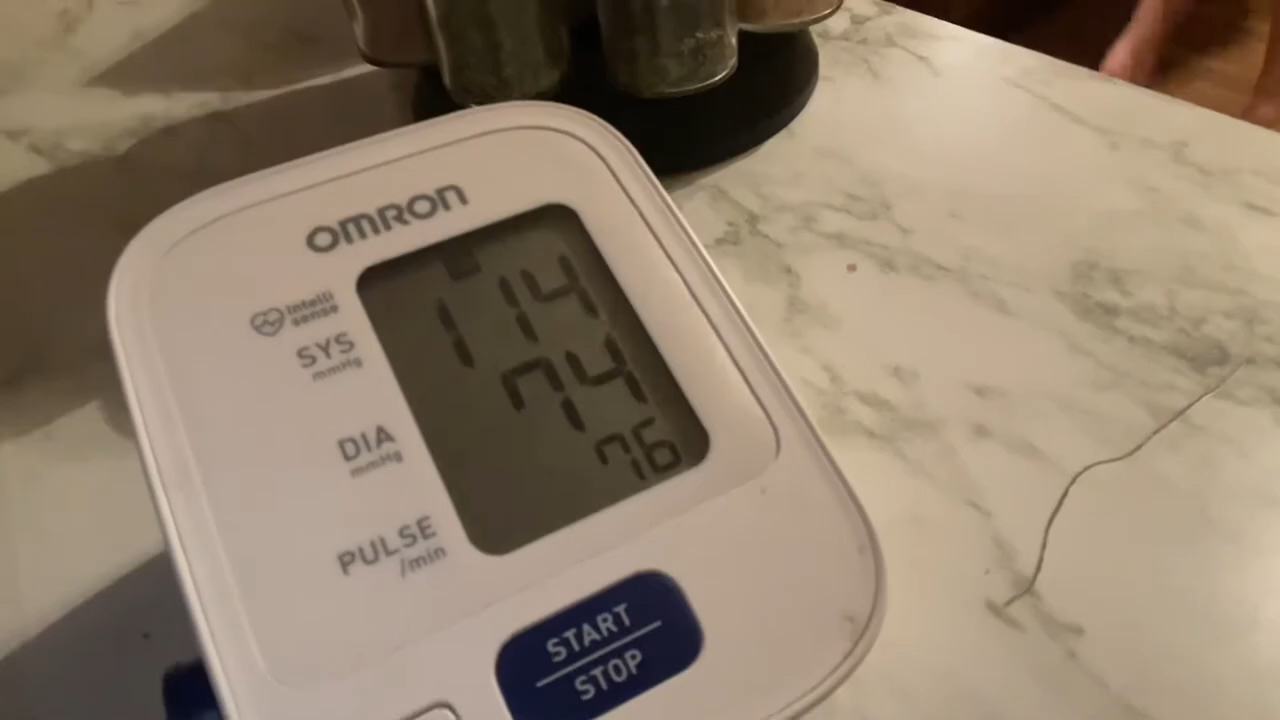 OMRON
intelli
sense
SYS
mmHg
114
DIA
mmHg
74
PULSE
/min
76
START
STOP